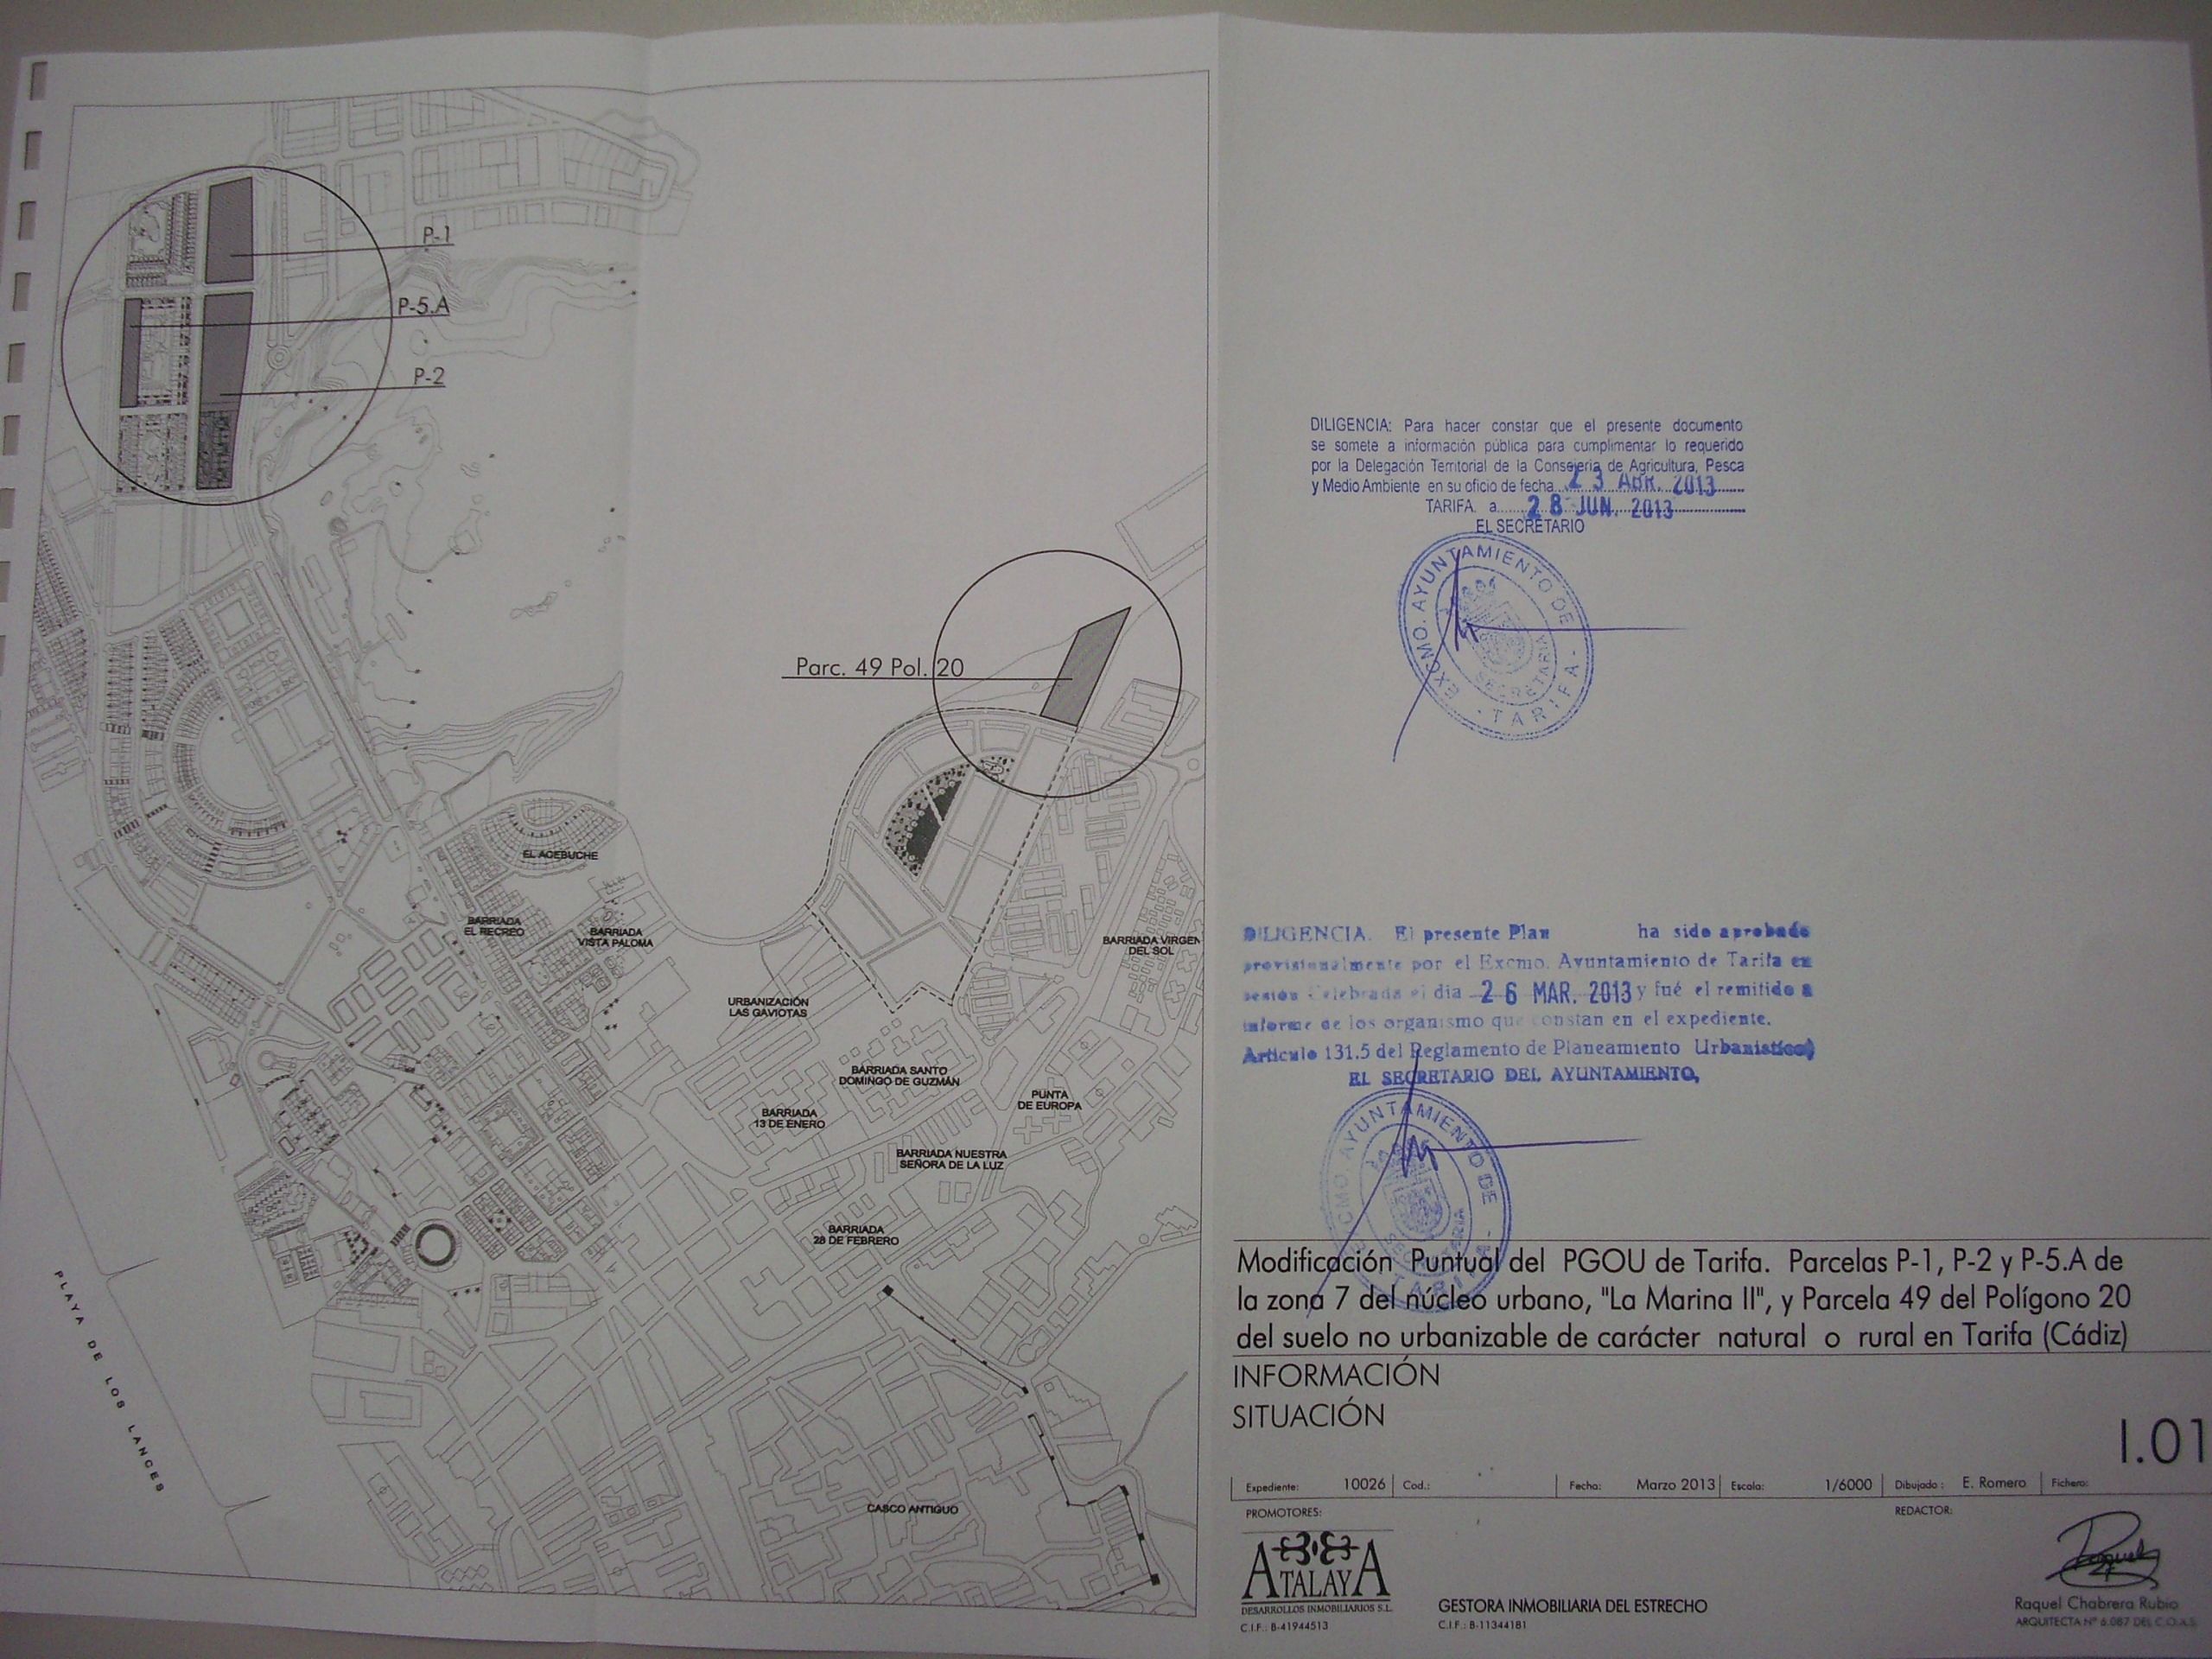 P-1
P-5.A
P-2
Parc. 49 Pol. 20
EL ACEBUCHE
BARRIADA
EL RECREO
BARRIADA
VISTA PALOMA
BARRIADA VIRGEN
DEL SOL
URBANIZACIÓN
LAS GAVIOTAS
BARRIADA SANTO
DOMINGO DE GUZMÁN
PUNTA
DE EUROPA
BARRIADA
13 DE ENERO
BARRIADA NUESTRA
SEÑORA DE LA LUZ
BARRIADA
28 DE FEBRERO
PLAYA DE LOS LANCES
CASCO ANTIGUO
DILIGENCIA: Para hacer constar que el presente documento
se somete a información pública para cumplimentar lo requerido
por la Delegación Territorial de la Consejería de Agricultura, Pesca
y Medio Ambiente en su oficio de fecha 23 ABR. 2013
TARIFA a 28 JUN. 2013
EL SECRETARIO
EXCMO. AYUNTAMIENTO DE
- TARIFA -
SECRETARIA
DILIGENCIA. El presente Plan ha sido aprobado
provisionalmente por el Excmo. Ayuntamiento de Tarifa en
sesión celebrada el dia 26 MAR. 2013 y fué el remitido a
informe de los organismo que constan en el expediente.
Articulo 131.5 del Reglamento de Planeamiento Urbanistico)
EL SECRETARIO DEL AYUNTAMIENTO,
AYUNTAMIENTO DE
TARIFA
Modificación Puntual del PGOU de Tarifa. Parcelas P-1, P-2 y P-5.A de
la zona 7 del núcleo urbano, "La Marina II", y Parcela 49 del Polígono 20
del suelo no urbanizable de carácter natural o rural en Tarifa (Cádiz)
INFORMACIÓN
SITUACIÓN
I.01
Expediente: 10026 Cod.: Fecha: Marzo 2013 Escala: 1/6000 Dibujado: E. Romero Fichero:
PROMOTORES: REDACTOR:
ATALAYA
DESARROLLOS INMOBILIARIOS S.L.
C.I.F.: B-41944513
GESTORA INMOBILIARIA DEL ESTRECHO
C.I.F.: B-11344181
Raquel Chabrera Rubio
ARQUITECTA Nº 6.087 DEL C.O.A.S.